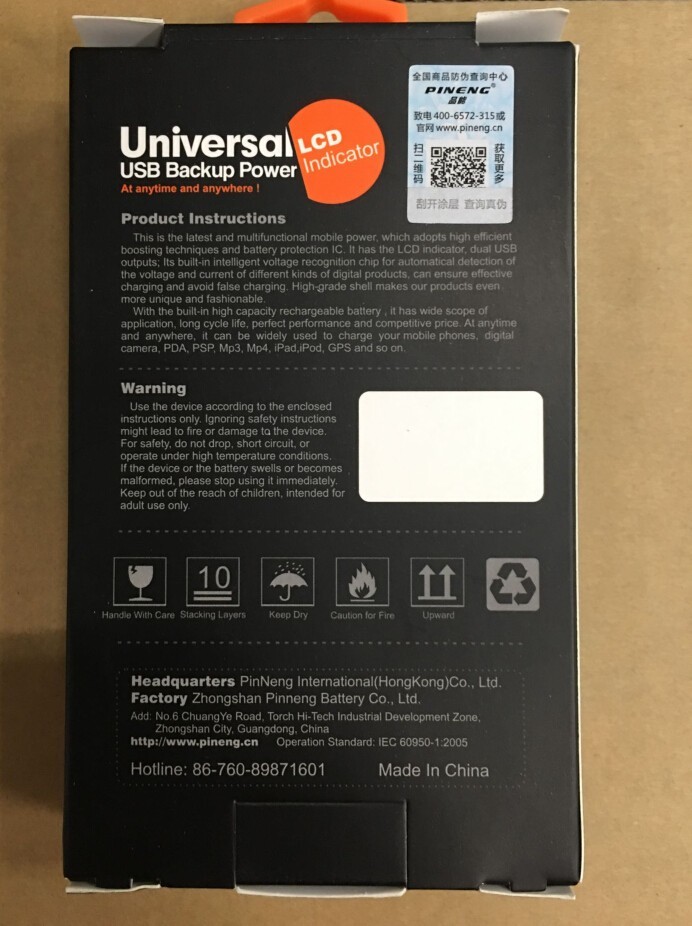 全国商品防伪查询中心
PINENG®
品能
致电400-6572-315或
官网www.pineng.cn
扫二维码
获取更多
刮开涂层 查询真伪
Universal
USB Backup Power
At anytime and anywhere !
LCD
Indicator
Product Instructions
This is the latest and multifunctional mobile power, which adopts high efficient
boosting techniques and battery protection IC. It has the LCD indicator, dual USB
outputs; Its built-in intelligent voltage recognition chip for automatical detection of
the voltage and current of different kinds of digital products, can ensure effective
charging and avoid false charging. High-grade shell makes our products even
more unique and fashionable.
With the built-in high capacity rechargeable battery , it has wide scope of
application, long cycle life, perfect performance and competitive price. At anytime
and anywhere, it can be widely used to charge your mobile phones, digital
camera, PDA, PSP, Mp3, Mp4, iPad,iPod, GPS and so on.
Warning
Use the device according to the enclosed
instructions only. Ignoring safety instructions
might lead to fire or damage to the device.
For safety, do not drop, short circuit, or
operate under high temperature conditions.
If the device or the battery swells or becomes
malformed, please stop using it immediately.
Keep out of the reach of children, intended for
adult use only.
10
Handle With Care Stacking Layers Keep Dry Caution for Fire Upward
Headquarters PinNeng International(HongKong)Co., Ltd.
Factory Zhongshan Pinneng Battery Co., Ltd.
Add: No.6 ChuangYe Road, Torch Hi-Tech Industrial Development Zone,
Zhongshan City, Guangdong, China
http://www.pineng.cn Operation Standard: IEC 60950-1:2005
Hotline: 86-760-89871601 Made In China